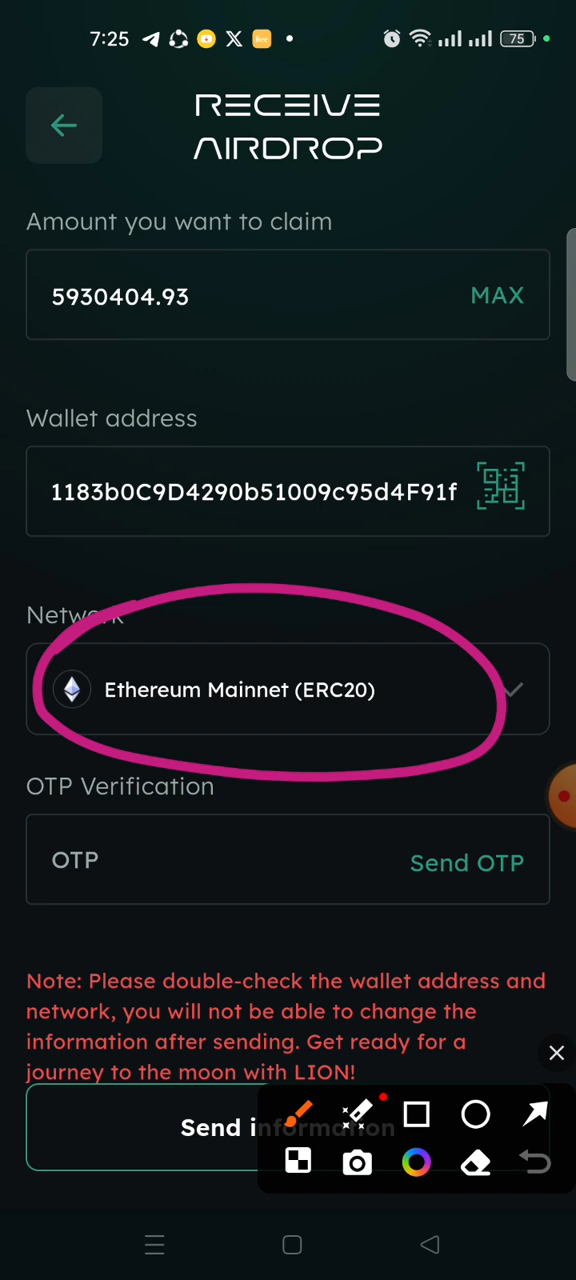 7:25
75
RECEIVE
AIRDROP
Amount you want to claim
5930404.93 MAX
Wallet address
1183b0C9D4290b51009c95d4F91f
Network
Ethereum Mainnet (ERC20)
OTP Verification
OTP Send OTP
Note: Please double-check the wallet address and
network, you will not be able to change the
information after sending. Get ready for a
journey to the moon with LION!
Send information